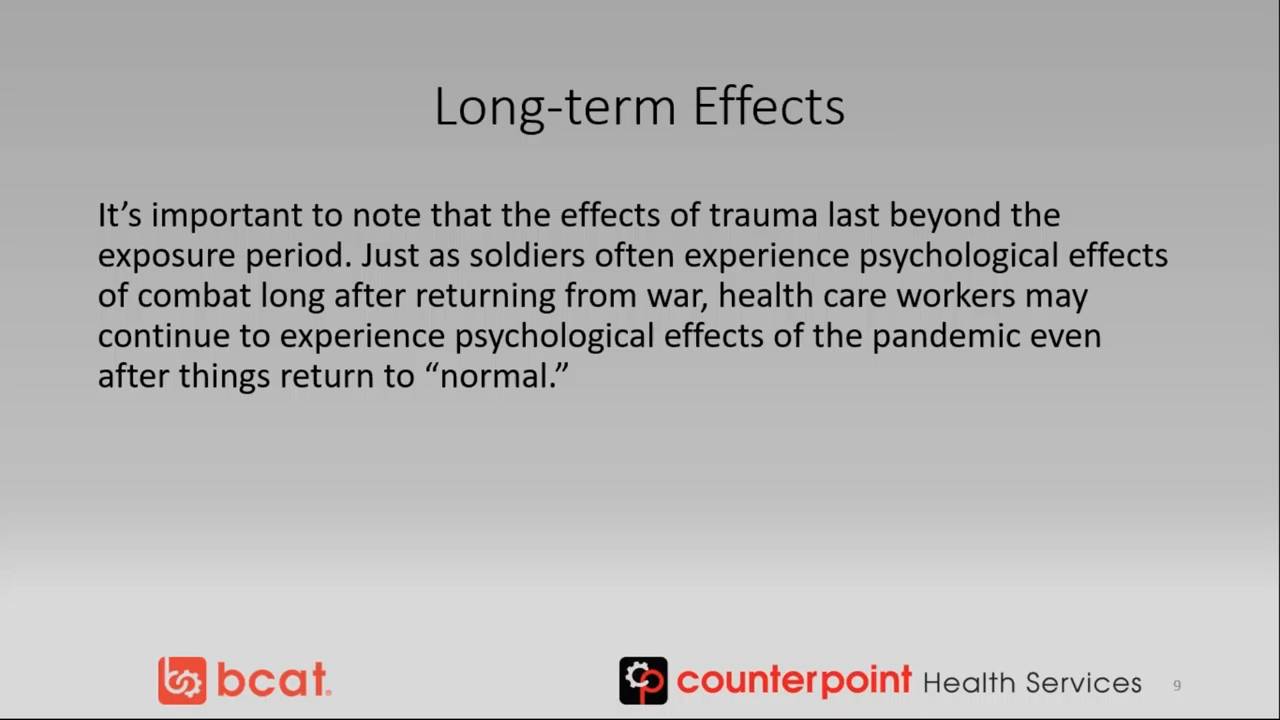 Long-term Effects
It’s important to note that the effects of trauma last beyond the
exposure period. Just as soldiers often experience psychological effects
of combat long after returning from war, health care workers may
continue to experience psychological effects of the pandemic even
after things return to “normal.”
bcat®
counterpoint Health Services
9